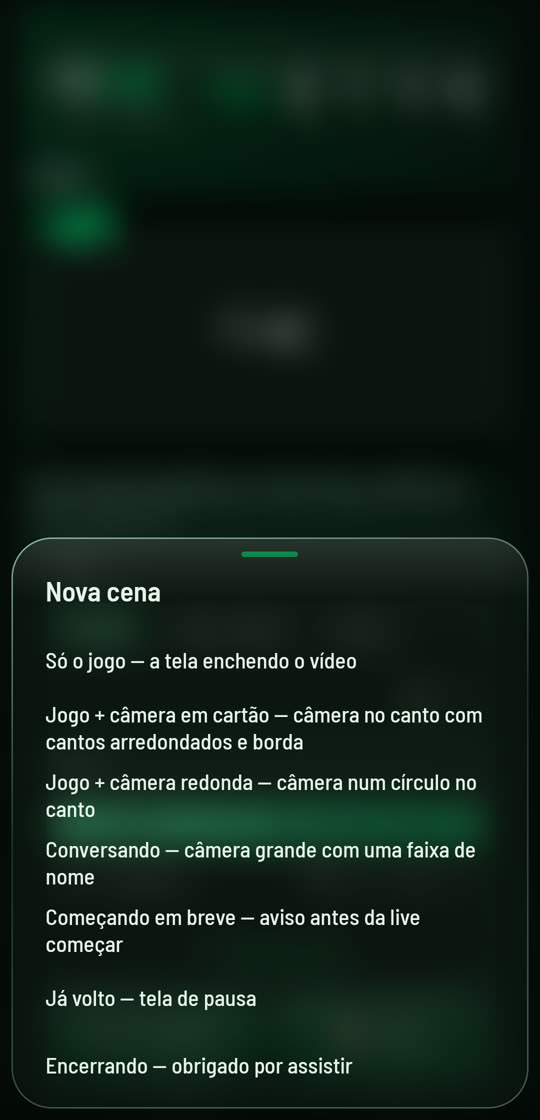 Nova cena
Só o jogo — a tela enchendo o vídeo
Jogo + câmera em cartão — câmera no canto com
cantos arredondados e borda
Jogo + câmera redonda — câmera num círculo no
canto
Conversando — câmera grande com uma faixa de
nome
Começando em breve — aviso antes da live
começar
Já volto — tela de pausa
Encerrando — obrigado por assistir